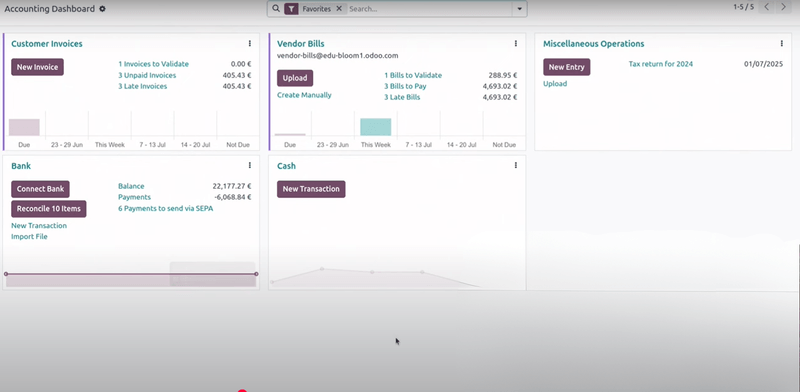 Accounting Dashboard
Favorites
Search...
1-5 / 5
Customer Invoices
New Invoice
1 Invoices to Validate 0.00 €
3 Unpaid Invoices 405.43 €
3 Late Invoices 405.43 €
Due 23 - 29 Jun This Week 7 - 13 Jul 14 - 20 Jul Not Due
Vendor Bills
vendor-bills@edu-bloom1.odoo.com
Upload
Create Manually
1 Bills to Validate 288.95 €
3 Bills to Pay 4,693.02 €
3 Late Bills 4,693.02 €
Due 23 - 29 Jun This Week 7 - 13 Jul 14 - 20 Jul Not Due
Miscellaneous Operations
New Entry
Upload
Tax return for 2024 01/07/2025
Bank
Connect Bank
Reconcile 10 Items
New Transaction
Import File
Balance 22,177.27 €
Payments -6,068.84 €
6 Payments to send via SEPA
Cash
New Transaction